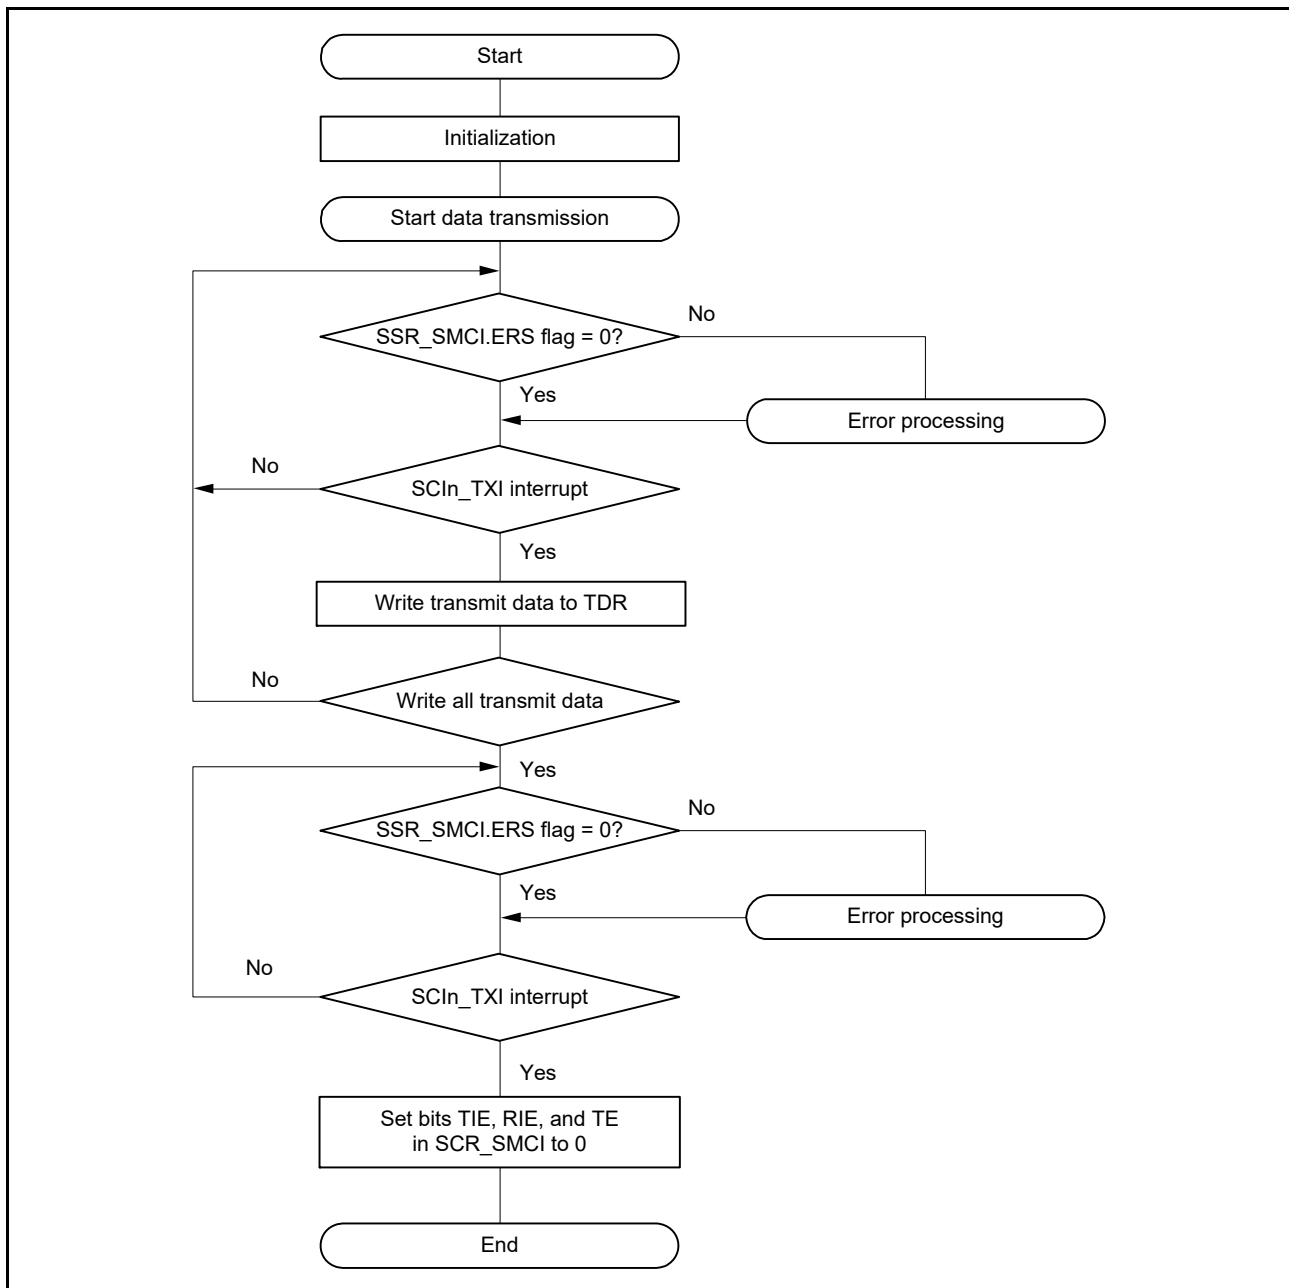 Start
Initialization
Start data transmission
SSR_SMCI.ERS flag = 0?
No
Yes
Error processing
No
SCIn_TXI interrupt
Yes
Write transmit data to TDR
No
Write all transmit data
Yes
SSR_SMCI.ERS flag = 0?
No
Yes
Error processing
No
SCIn_TXI interrupt
Yes
Set bits TIE, RIE, and TE
in SCR_SMCI to 0
End